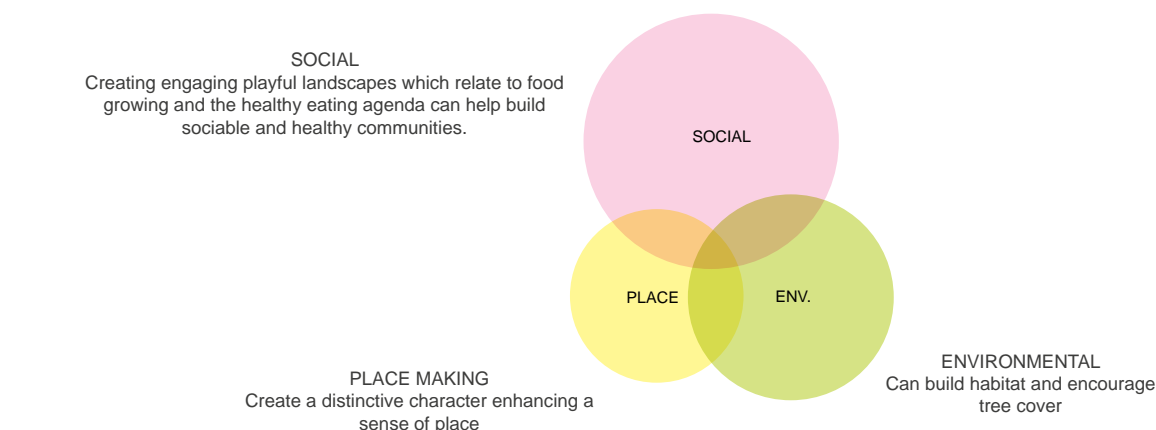 SOCIAL
Creating engaging playful landscapes which relate to food
growing and the healthy eating agenda can help build
sociable and healthy communities.
SOCIAL
PLACE
ENV.
PLACE MAKING
Create a distinctive character enhancing a
sense of place
ENVIRONMENTAL
Can build habitat and encourage
tree cover